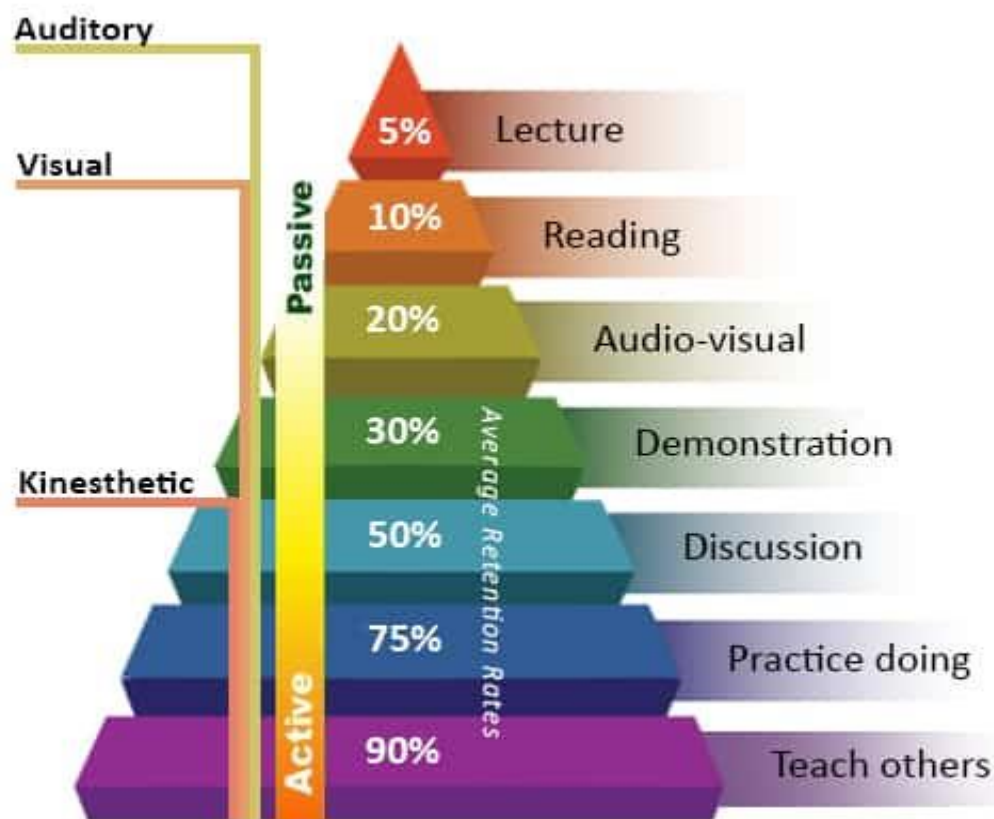 Auditory
5%
Lecture
Visual
Passive
10%
Reading
20%
Audio-visual
30%
Demonstration
Average Retention Rates
Kinesthetic
50%
Discussion
75%
Practice doing
Active
90%
Teach others